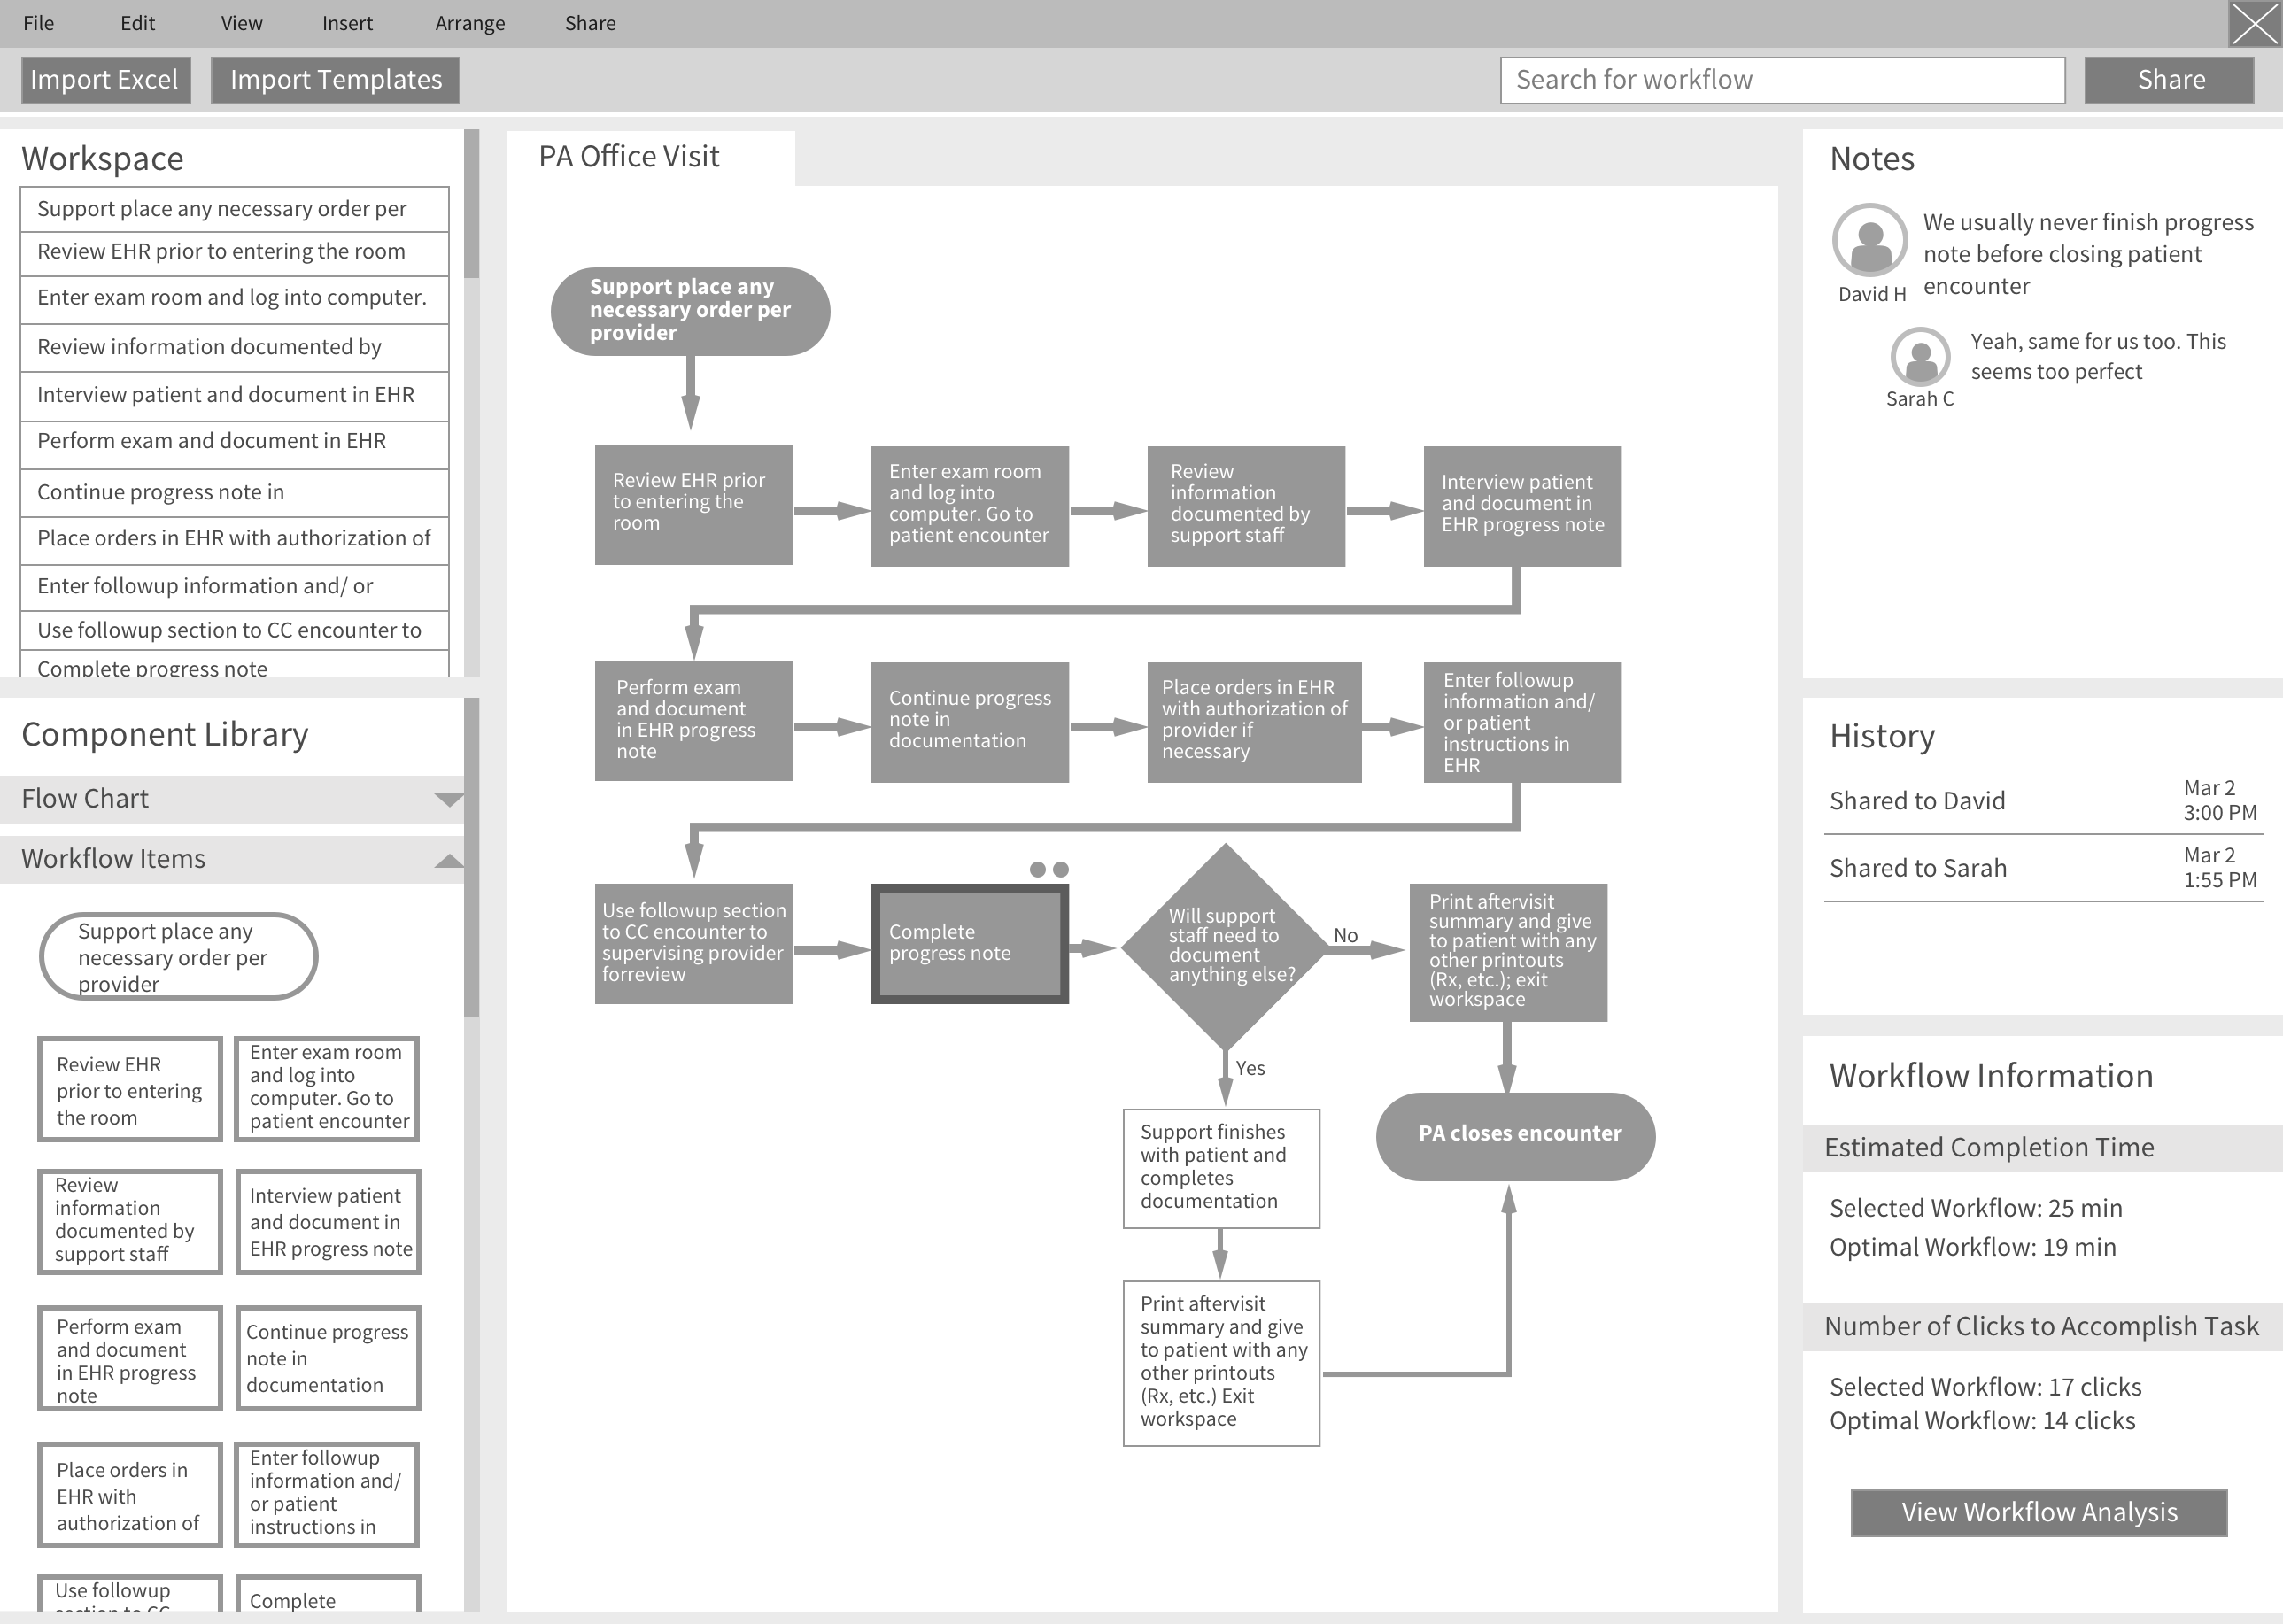 File Edit View Insert Arrange Share
Import Excel Import Templates Search for workflow Share
Workspace
Support place any necessary order per
Review EHR prior to entering the room
Enter exam room and log into computer.
Review information documented by
Interview patient and document in EHR
Perform exam and document in EHR
Continue progress note in
Place orders in EHR with authorization of
Enter followup information and/ or
Use followup section to CC encounter to
Complete progress note
Component Library
Flow Chart
Workflow Items
Support place any
necessary order per
provider
Review EHR
prior to entering
the room
Enter exam room
and log into
computer. Go to
patient encounter
Review
information
documented by
support staff
Interview patient
and document in
EHR progress note
Perform exam
and document
in EHR progress
note
Continue progress
note in
documentation
Place orders in
EHR with
authorization of
Enter followup
information and/
or patient
instructions in
Use followup
section to CC
Complete
PA Office Visit
Support place any
necessary order per
provider
Review EHR prior
to entering the
room
Enter exam room
and log into
computer. Go to
patient encounter
Review
information
documented by
support staff
Interview patient
and document in
EHR progress note
Perform exam
and document
in EHR progress
note
Continue progress
note in
documentation
Place orders in EHR
with authorization of
provider if
necessary
Enter followup
information and/
or patient
instructions in
EHR
Use followup section
to CC encounter to
supervising provider
forreview
Complete
progress note
Will support
staff need to
document
anything else?
No
Print aftervisit
summary and give
to patient with any
other printouts
(Rx, etc.); exit
workspace
Yes
Support finishes
with patient and
completes
documentation
PA closes encounter
Print aftervisit
summary and give
to patient with any
other printouts
(Rx, etc.) Exit
workspace
Notes
We usually never finish progress
note before closing patient
encounter
David H
Yeah, same for us too. This
seems too perfect
Sarah C
History
Shared to David
Mar 2
3:00 PM
Shared to Sarah
Mar 2
1:55 PM
Workflow Information
Estimated Completion Time
Selected Workflow: 25 min
Optimal Workflow: 19 min
Number of Clicks to Accomplish Task
Selected Workflow: 17 clicks
Optimal Workflow: 14 clicks
View Workflow Analysis